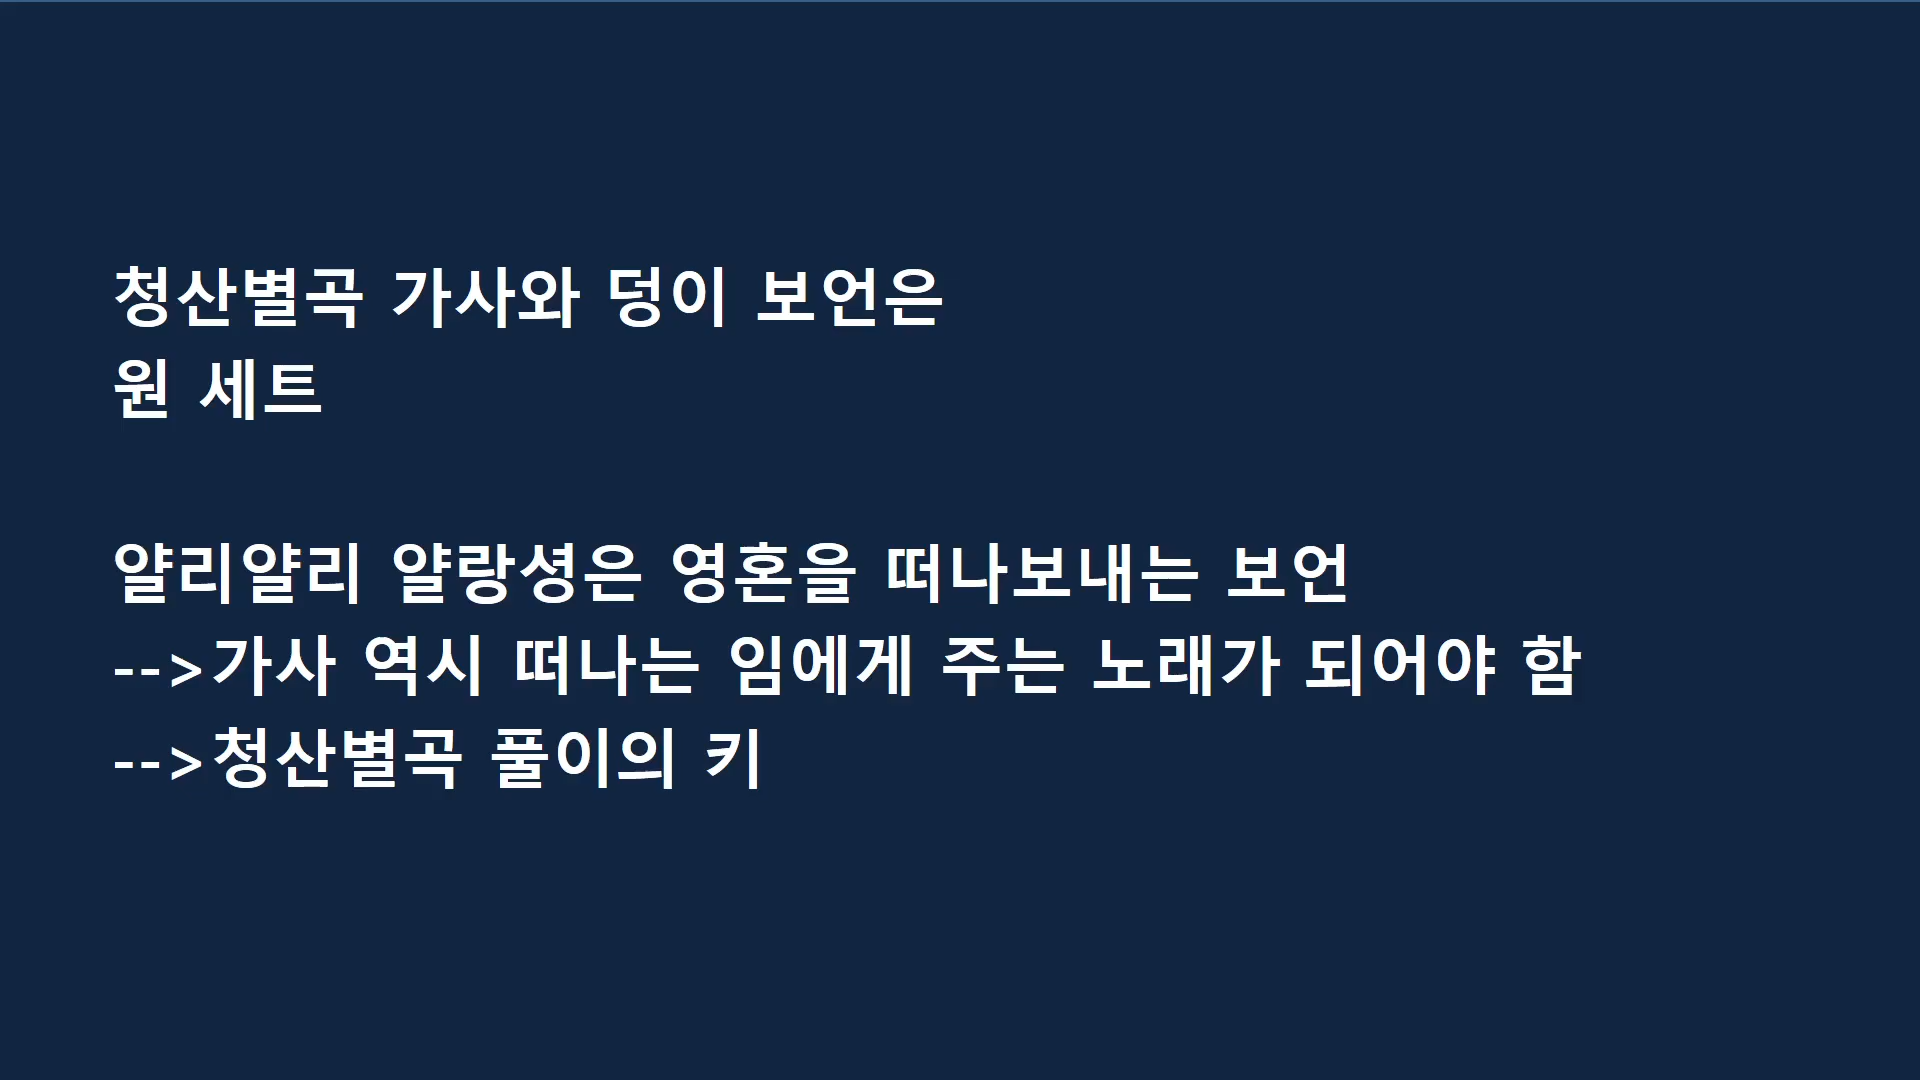 청산별곡 가사와 덩이 보언은
원 세트
얄리얄리 얄랑셩은 영혼을 떠나보내는 보언
-->가사 역시 떠나는 임에게 주는 노래가 되어야 함
-->청산별곡 풀이의 키